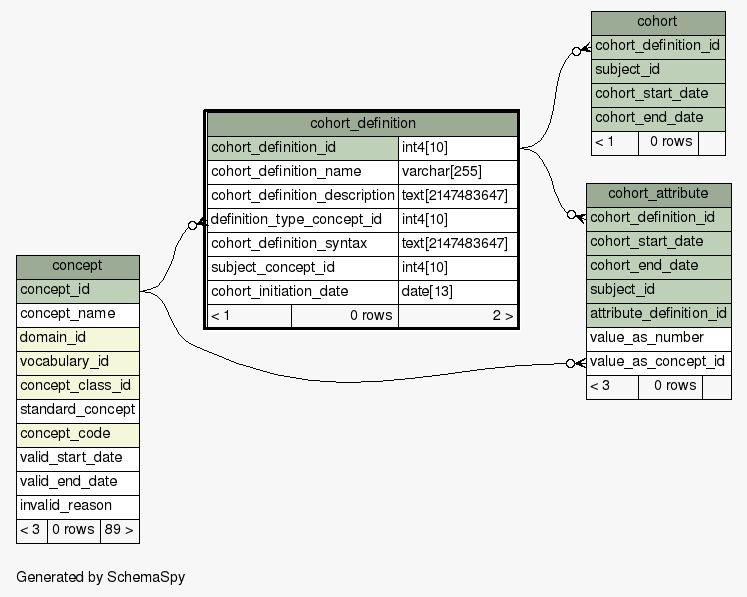 cohort
cohort_definition_id
subject_id
cohort_start_date
cohort_end_date
< 1 0 rows
cohort_definition
cohort_definition_id int4[10]
cohort_definition_name varchar[255]
cohort_definition_description text[2147483647]
definition_type_concept_id int4[10]
cohort_definition_syntax text[2147483647]
subject_concept_id int4[10]
cohort_initiation_date date[13]
< 1 0 rows 2 >
cohort_attribute
cohort_definition_id
cohort_start_date
cohort_end_date
subject_id
attribute_definition_id
value_as_number
value_as_concept_id
< 3 0 rows
concept
concept_id
concept_name
domain_id
vocabulary_id
concept_class_id
standard_concept
concept_code
valid_start_date
valid_end_date
invalid_reason
< 3 0 rows 89 >
Generated by SchemaSpy